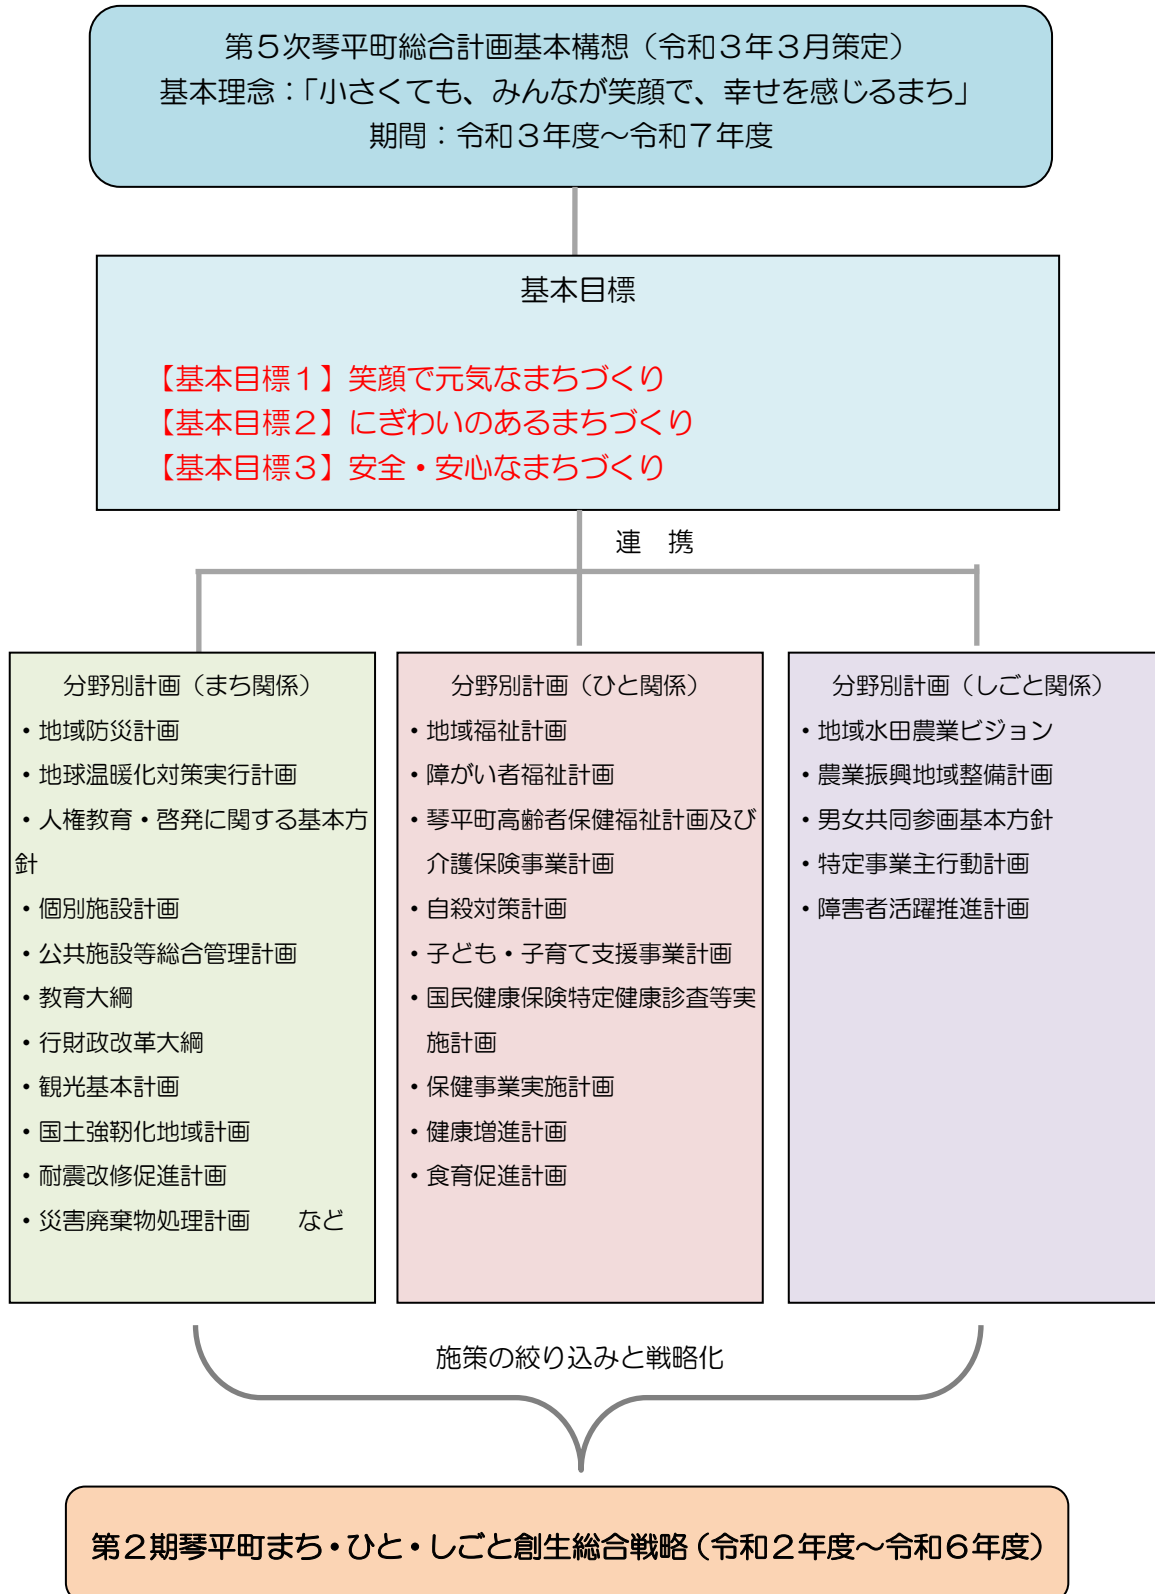 第５次琴平町総合計画基本構想（令和３年３月策定）
基本理念：「小さくても、みんなが笑顔で、幸せを感じるまち」
期間：令和３年度～令和７年度
基本目標
【基本目標１】笑顔で元気なまちづくり
【基本目標２】にぎわいのあるまちづくり
【基本目標３】安全・安心なまちづくり
連　携
分野別計画（まち関係）
・地域防災計画
・地球温暖化対策実行計画
・人権教育・啓発に関する基本方
針
・個別施設計画
・公共施設等総合管理計画
・教育大綱
・行財政改革大綱
・観光基本計画
・国土強靭化地域計画
・耐震改修促進計画
・災害廃棄物処理計画　　など
分野別計画（ひと関係）
・地域福祉計画
・障がい者福祉計画
・琴平町高齢者保健福祉計画及び
介護保険事業計画
・自殺対策計画
・子ども・子育て支援事業計画
・国民健康保険特定健康診査等実
施計画
・保健事業実施計画
・健康増進計画
・食育促進計画
分野別計画（しごと関係）
・地域水田農業ビジョン
・農業振興地域整備計画
・男女共同参画基本方針
・特定事業主行動計画
・障害者活躍推進計画
施策の絞り込みと戦略化
第２期琴平町まち・ひと・しごと創生総合戦略（令和２年度～令和６年度）